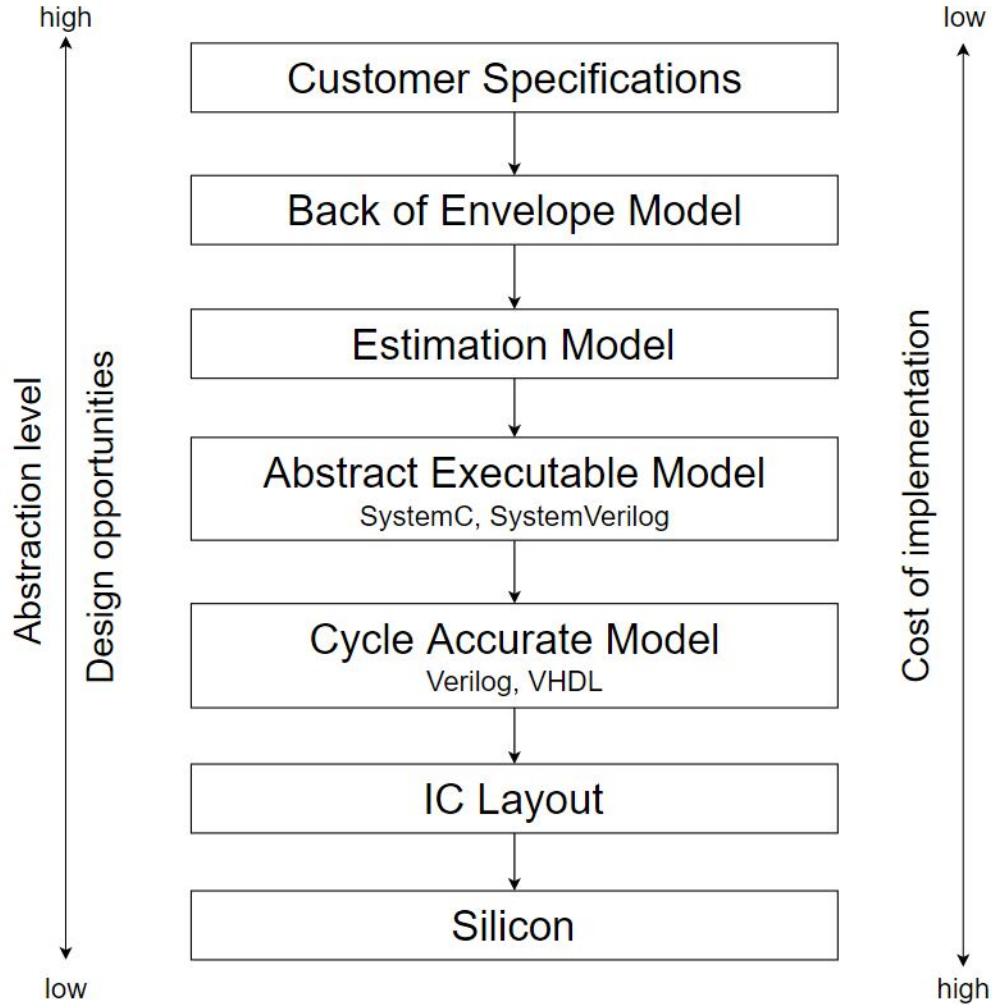 high
low
Customer Specifications
Back of Envelope Model
Estimation Model
Abstract Executable Model
SystemC, SystemVerilog
Cycle Accurate Model
Verilog, VHDL
IC Layout
Silicon
Abstraction level
Design opportunities
Cost of implementation
low
high